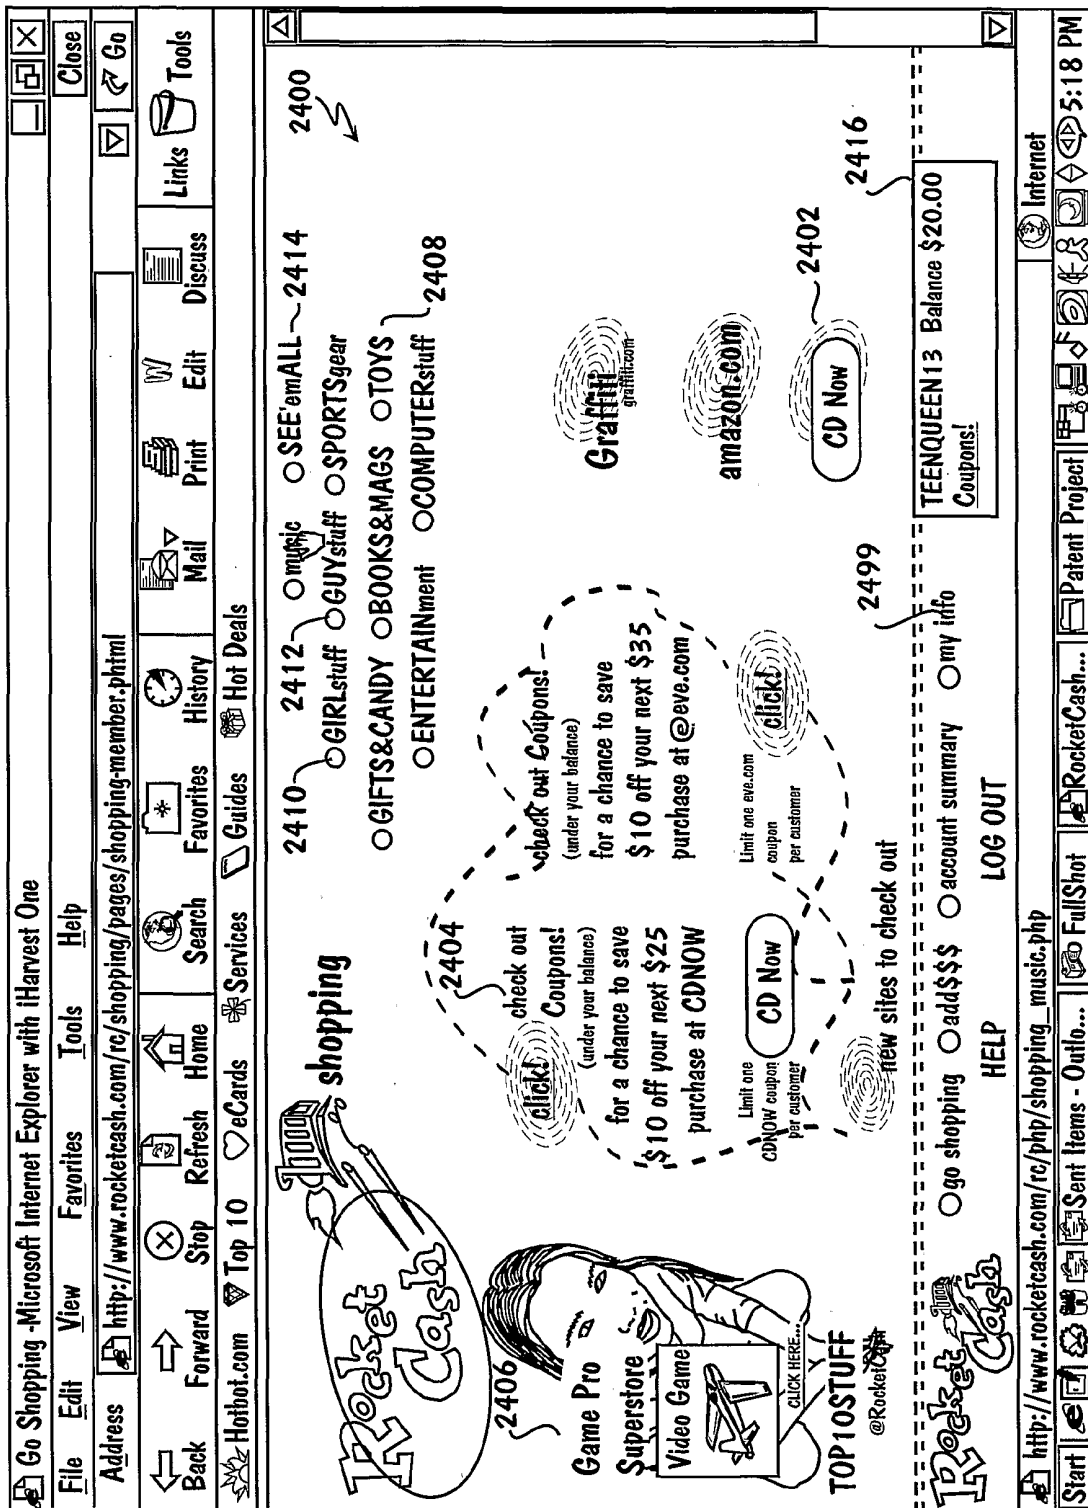 Go Shopping -Microsoft Internet Explorer with iHarvest One
File Edit View Favorites Tools Help Close
Address http://www.rocketcash.com/rc/shopping/pages/shopping-member.phtml Go
Back Forward Stop Refresh Home Search Favorites History Mail Print Edit Discuss Links Tools
Hotbot.com Top 10 eCards Services Guides Hot Deals
Rocket Cash
shopping
2410
2412
2414
2400
music SEE'emALL
GIRLstuff GUYstuff SPORTSgear
GIFTS&CANDY BOOKS&MAGS TOYS
ENTERTAINment COMPUTERstuff
2408
2406
Game Pro
Superstore
Video Game
CLICK HERE...
TOP10STUFF
@RocketCash
2404
click!
check out
Coupons!
(under your balance)
for a chance to save
$10 off your next $25
purchase at CDNOW
Limit one
CDNOW coupon
per customer
CD Now
new sites to check out
check out Coupons!
(under your balance)
for a chance to save
$10 off your next $35
purchase at @eve.com
Limit one eve.com
coupon
per customer
click!
Graffiti
graffiti.com
amazon.com
CD Now
2402
2416
2499
Rocket Cash
go shopping add$$$ account summary my info
HELP LOG OUT
TEENQUEEN13 Balance $20.00
Coupons!
http://www.rocketcash.com/rc/php/shopping_music.php Internet
Start Sent Items - Outlo... FullShot RocketCash... Patent Project 5:18 PM